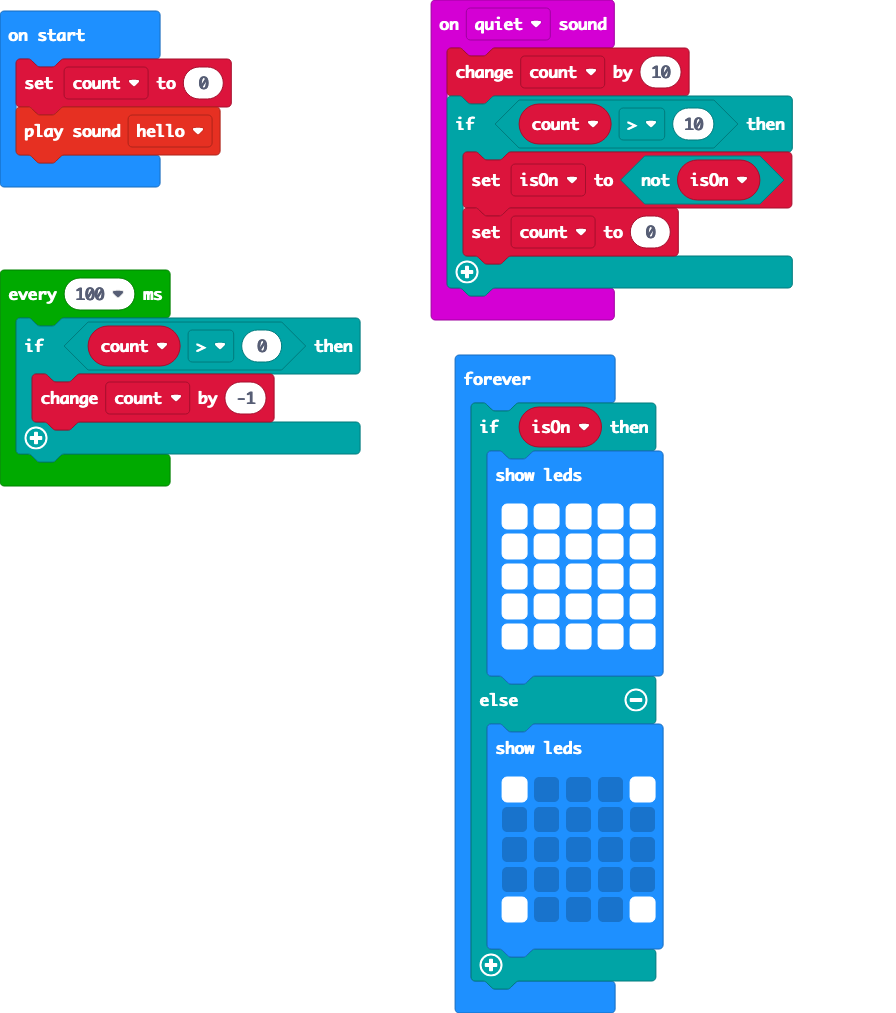 on start
set count to 0
play sound hello
every 100 ms
if count > 0 then
change count by -1
on quiet sound
change count by 10
if count > 10 then
set isOn to not isOn
set count to 0
forever
if isOn then
show leds
else
show leds